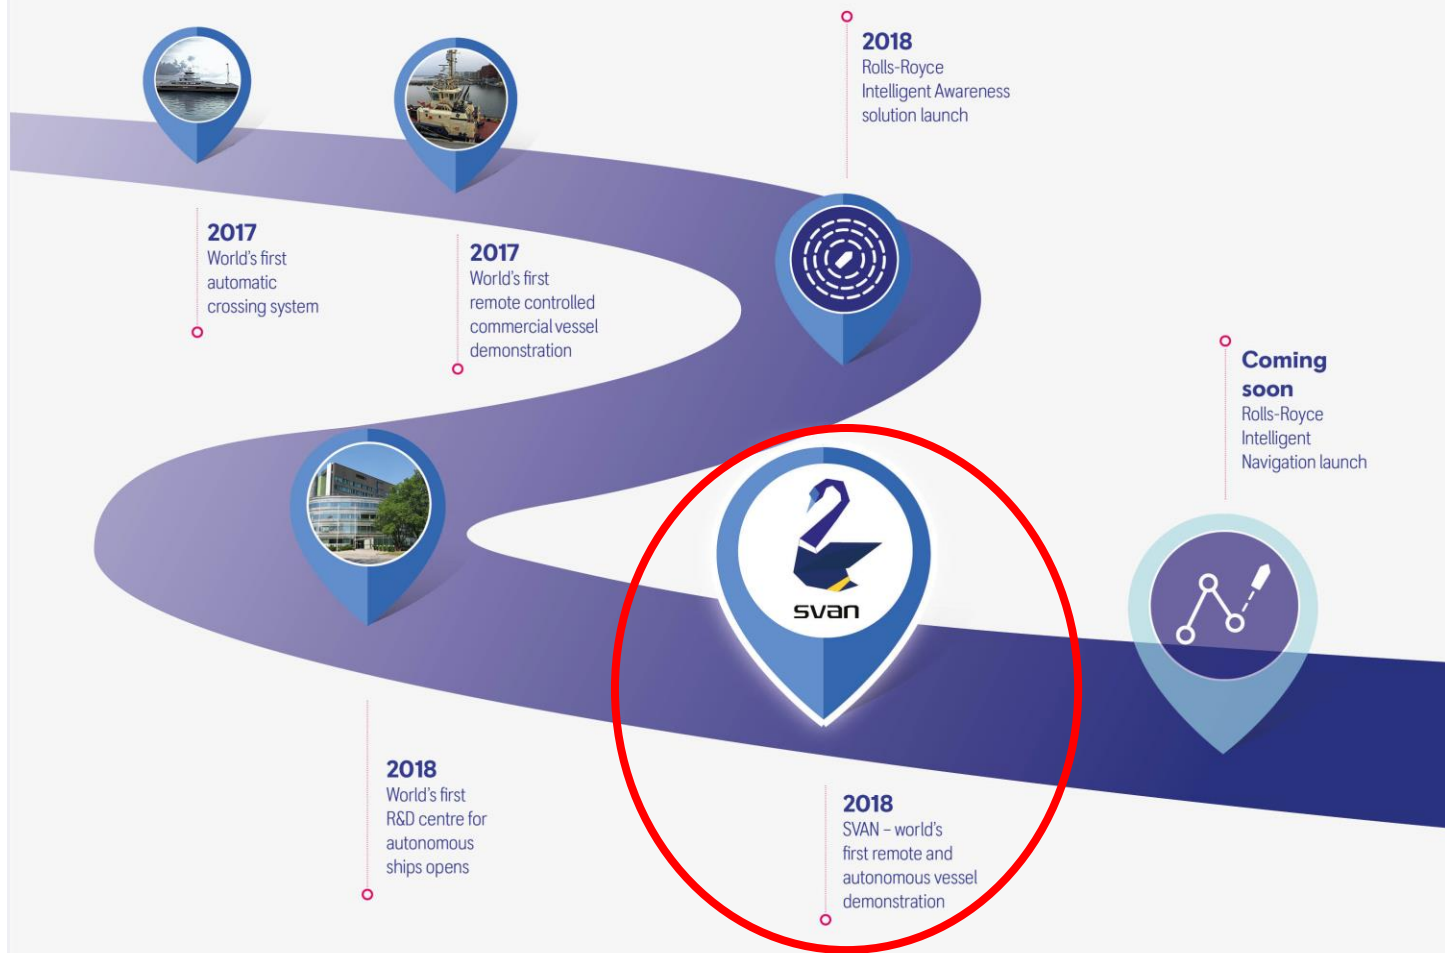 2017
World's first
automatic
crossing system
2017
World's first
remote controlled
commercial vessel
demonstration
2018
Rolls-Royce
Intelligent Awareness
solution launch
2018
World's first
R&D centre for
autonomous
ships opens
svan
2018
SVAN – world's
first remote and
autonomous vessel
demonstration
Coming
soon
Rolls-Royce
Intelligent
Navigation launch